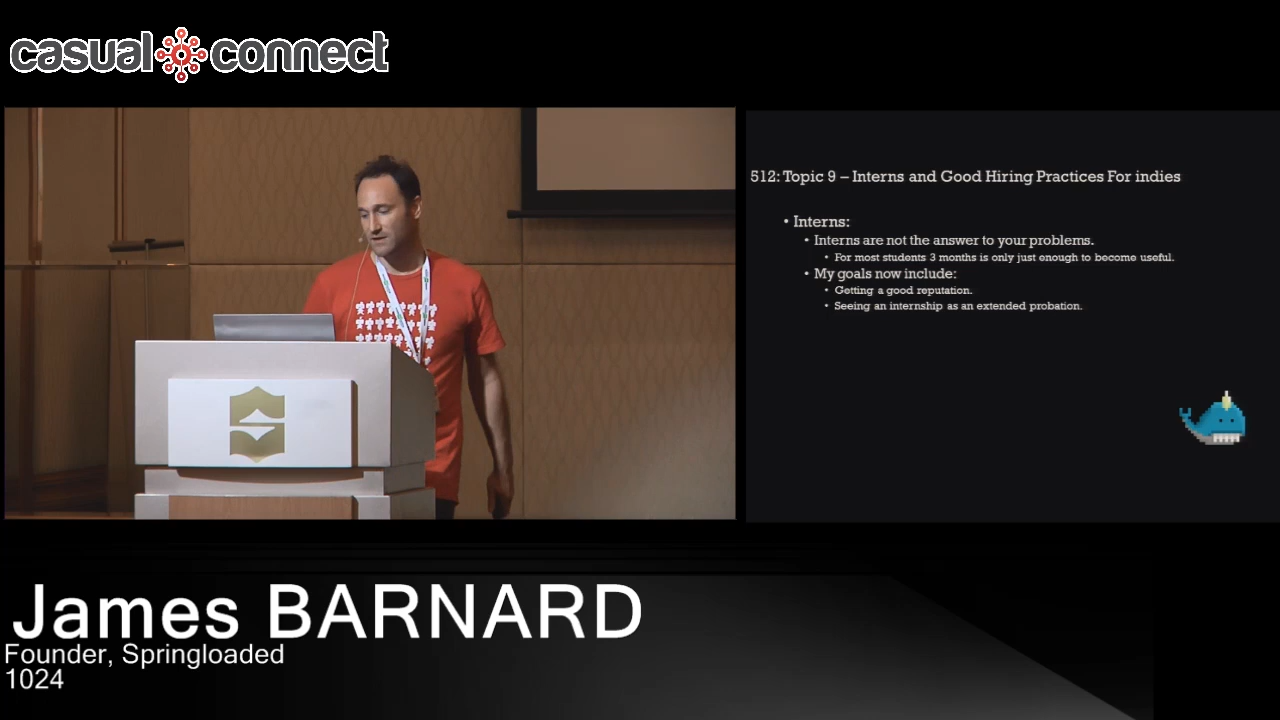 casual connect
512: Topic 9 – Interns and Good Hiring Practices For indies
• Interns:
• Interns are not the answer to your problems.
• For most students 3 months is only just enough to become useful.
• My goals now include:
• Getting a good reputation.
• Seeing an internship as an extended probation.
James BARNARD
Founder, Springloaded
1024